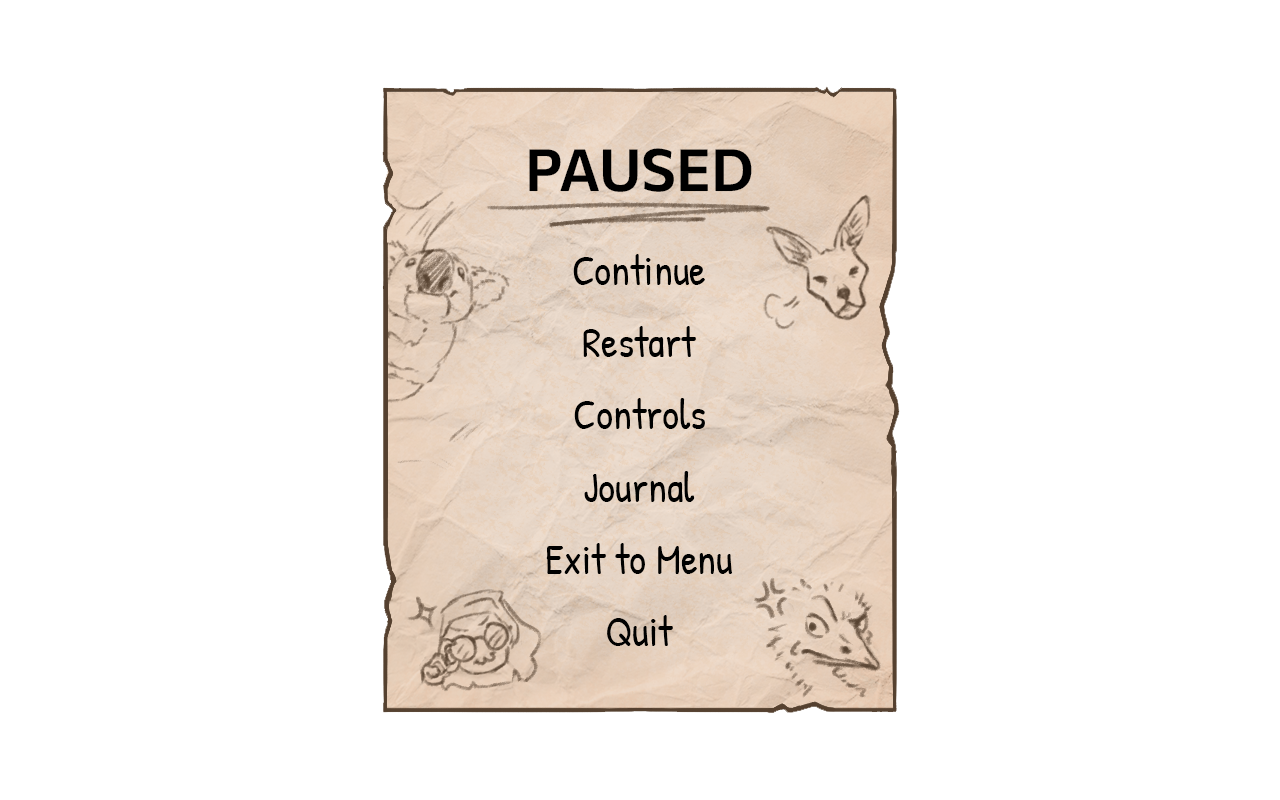 PAUSED
Continue
Restart
Controls
Journal
Exit to Menu
Quit